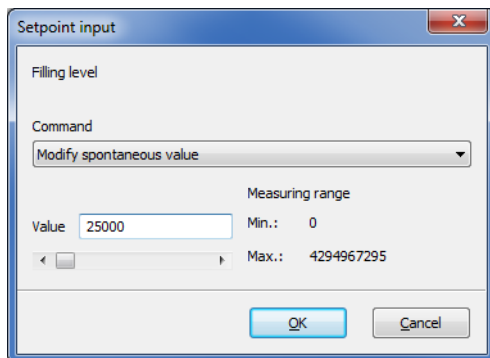 Setpoint input
Filling level
Command
Modify spontaneous value
Measuring range
Value 25000 Min.: 0
Max.: 4294967295
OK Cancel